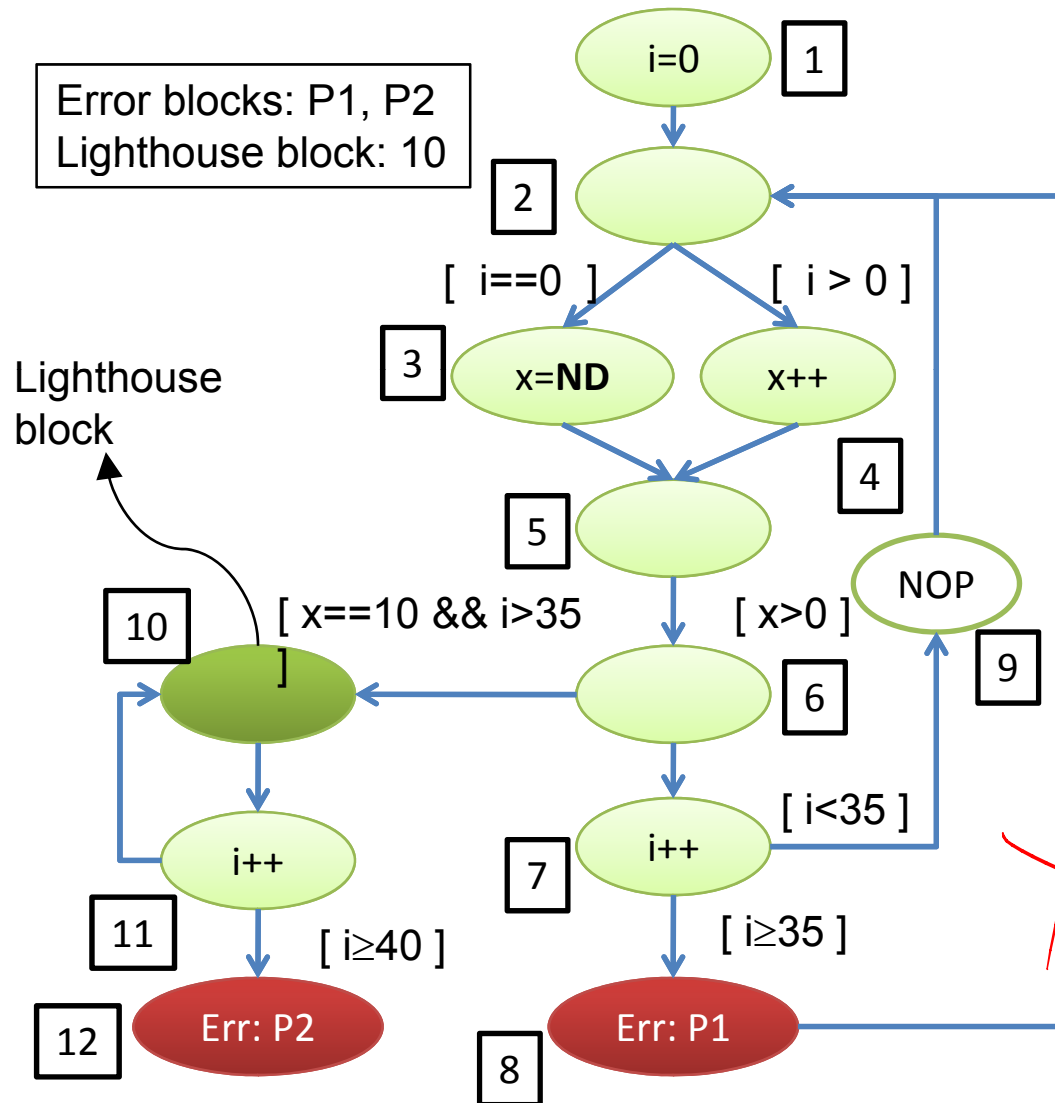 i=0
1
Error blocks: P1, P2
Lighthouse block: 10
2
[ i==0 ]
[ i > 0 ]
3
x=ND
x++
Lighthouse
block
4
5
NOP
10
[ x==10 && i>35
]
[ x>0 ]
9
6
[ i<35 ]
i++
i++
7
11
[ i≥40 ]
[ i≥35 ]
12
Err: P2
Err: P1
8